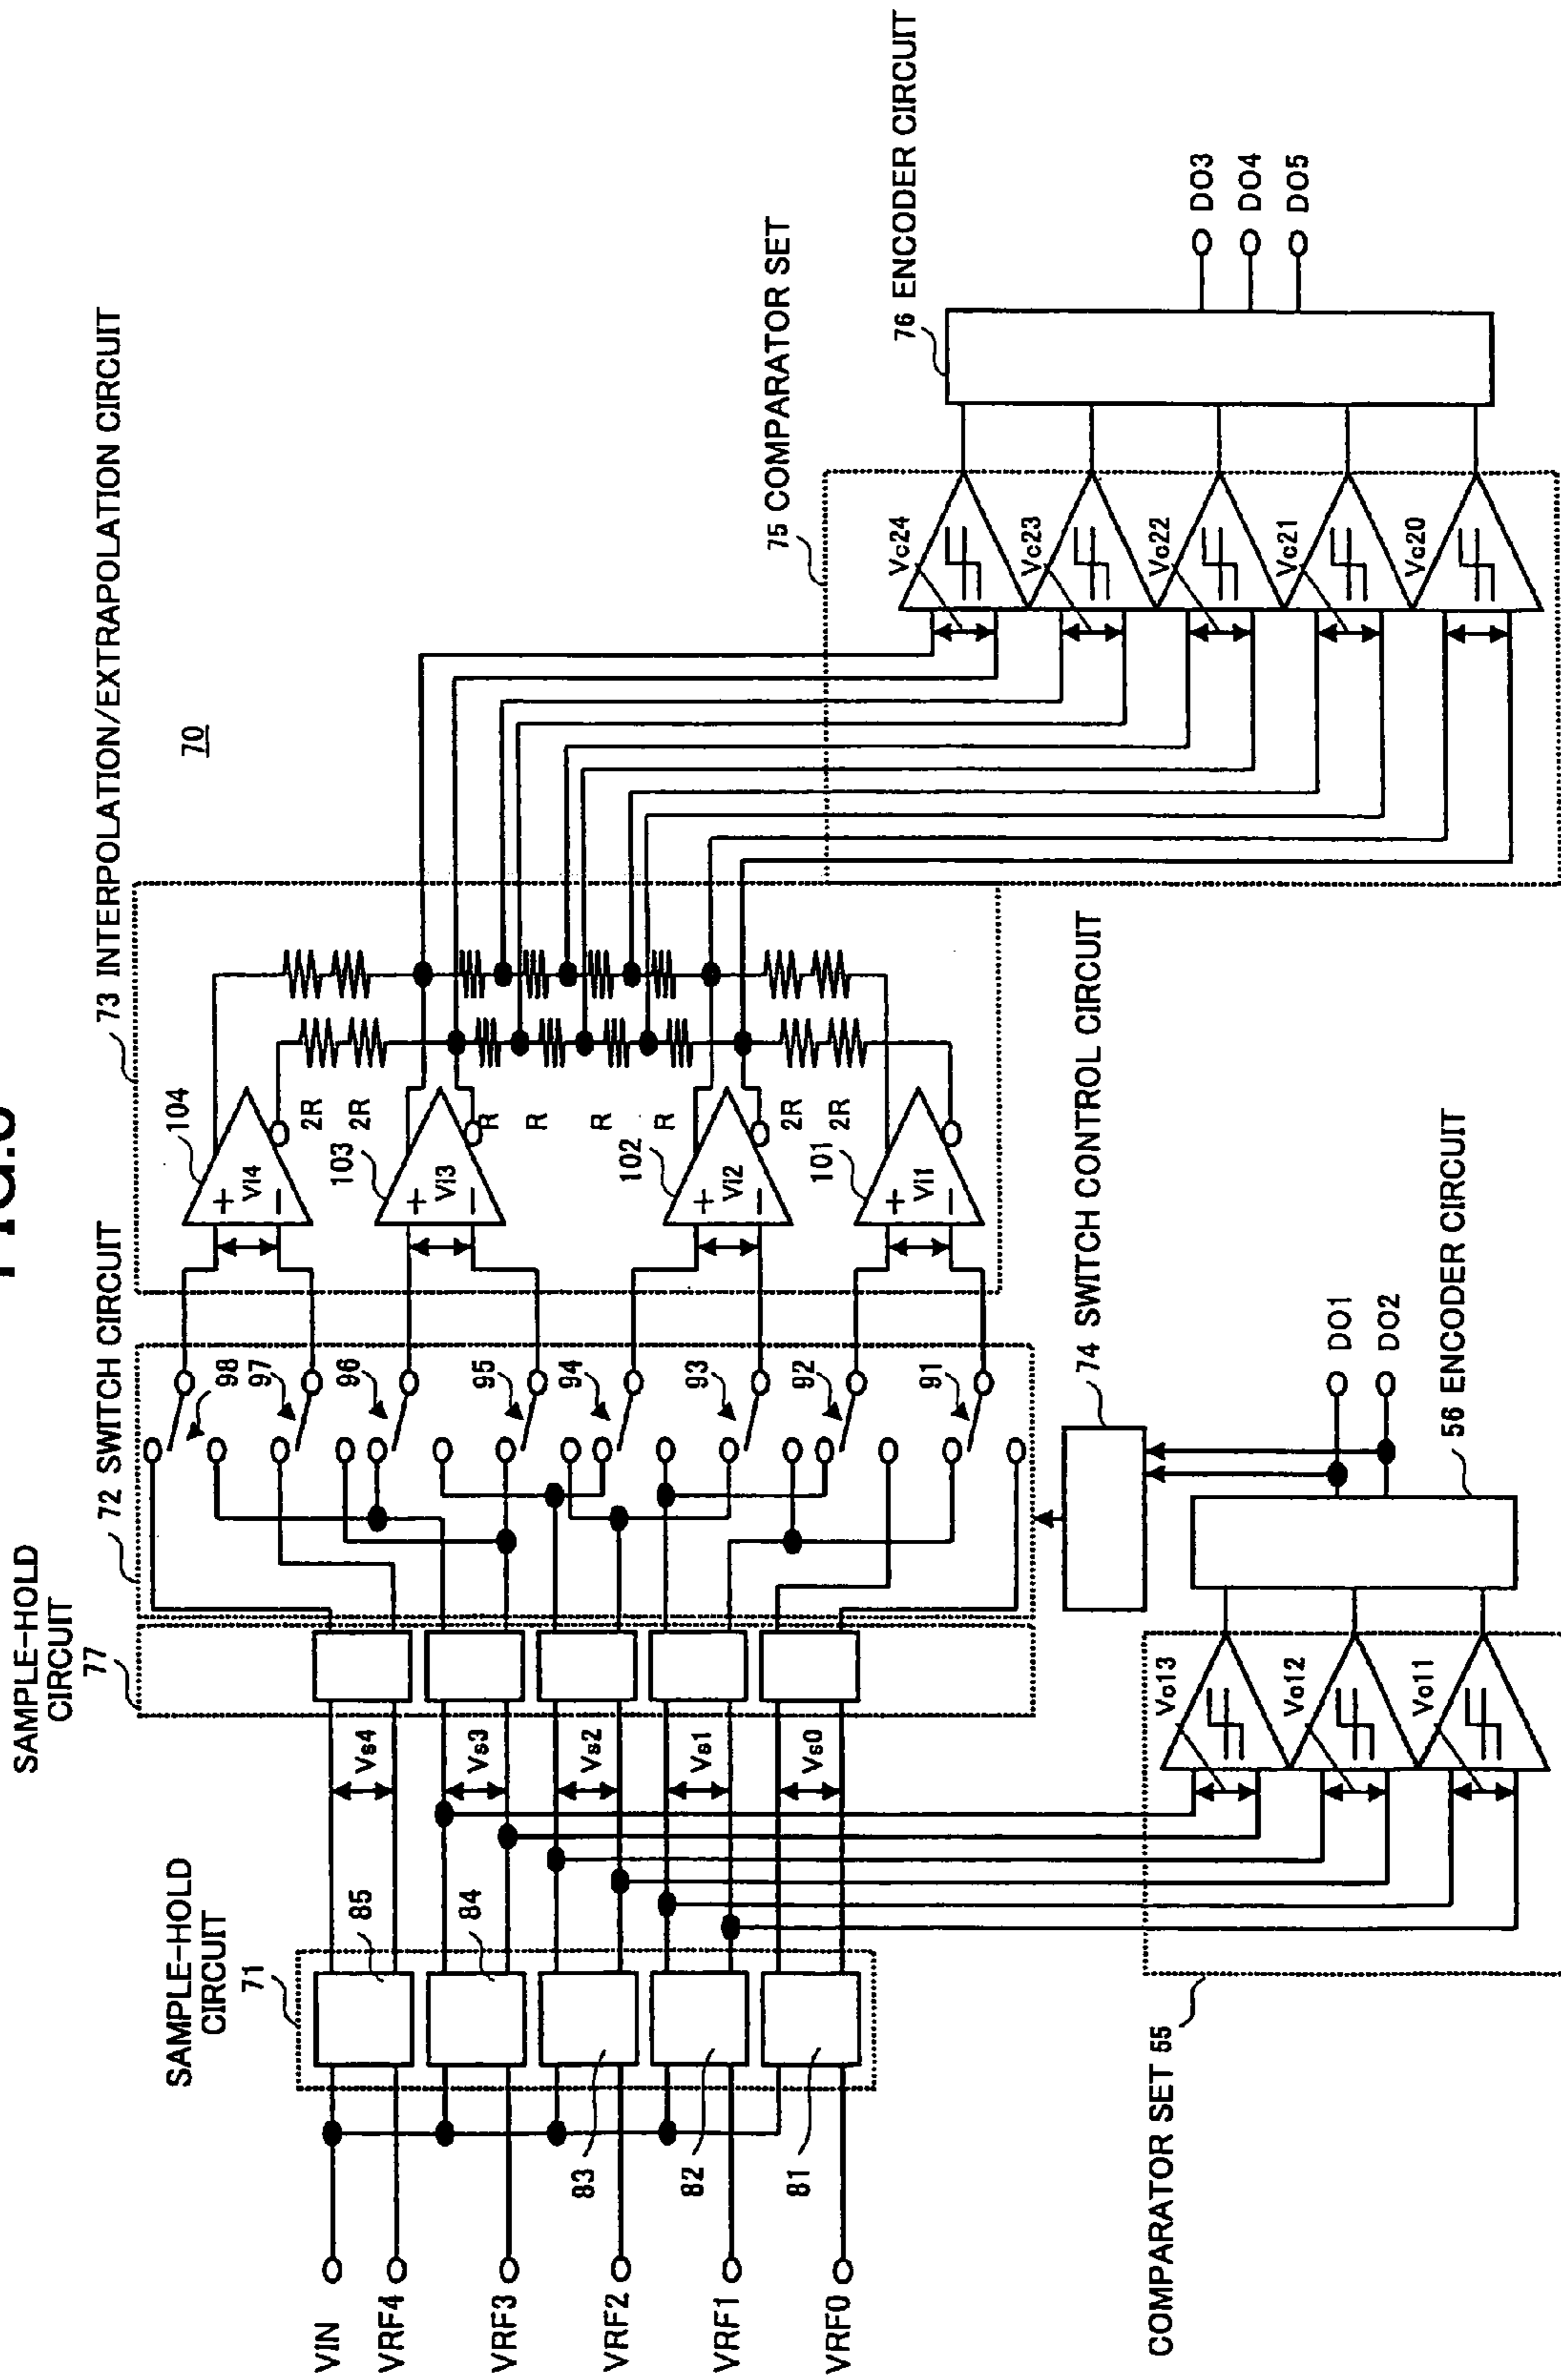 SAMPLE-HOLD
CIRCUIT
77
SAMPLE-HOLD
CIRCUIT
71
72 SWITCH CIRCUIT
73 INTERPOLATION/EXTRAPOLATION CIRCUIT
70
VIN
VRF4
VRF3
VRF2
VRF1
VRF0
85
84
83
82
81
Vs4
Vs3
Vs2
Vs1
Vs0
98
97
96
95
94
93
92
91
104
+
Vi4
−
103
+
Vi3
−
102
+
Vi2
−
101
+
Vi1
−
2R
2R
R
R
R
R
2R
2R
74 SWITCH CONTROL CIRCUIT
75 COMPARATOR SET
Vc24
Vc23
Vc22
Vc21
Vc20
76 ENCODER CIRCUIT
DO3
DO4
DO5
COMPARATOR SET 55
Vc13
Vc12
Vc11
DO1
DO2
56 ENCODER CIRCUIT